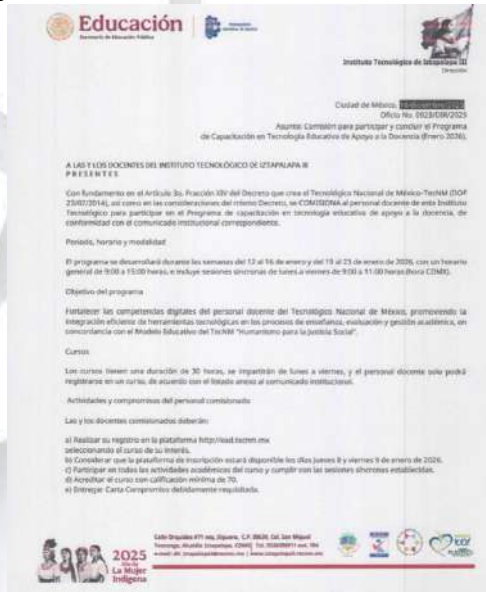 Educación
Secretaría de Educación Pública
Instituto Tecnológico de Iztapalapa III
Dirección
Ciudad de México,
Oficio No. 0923/DIR/2025
Asunto: Comisión para participar y concluir el Programa
de Capacitación en Tecnología Educativa de Apoyo a la Docencia (Enero 2026).
A LAS Y LOS DOCENTES DEL INSTITUTO TECNOLÓGICO DE IZTAPALAPA III
P R E S E N T E S
Con fundamento en el Artículo 3o. Fracción XIV del Decreto que crea el Tecnológico Nacional de México-TecNM (DOF
23/07/2014), así como en las consideraciones del mismo Decreto, se COMISIONA al personal docente de este Instituto
Tecnológico para participar en el Programa de capacitación en tecnología educativa de apoyo a la docencia, de
conformidad con el comunicado institucional correspondiente.
Periodo, horario y modalidad
El programa se desarrollará durante las semanas del 12 al 16 de enero y del 19 al 23 de enero de 2026, con un horario
general de 9:00 a 15:00 horas, e incluye sesiones síncronas de lunes a viernes de 9:00 a 11:00 horas (hora CDMX).
Objetivo del programa
Fortalecer las competencias digitales del personal docente del Tecnológico Nacional de México, promoviendo la
integración eficiente de herramientas tecnológicas en los procesos de enseñanza, evaluación y gestión académica, en
concordancia con el Modelo Educativo del TecNM "Humanismo para la Justicia Social".
Cursos
Los cursos tienen una duración de 30 horas, se impartirán de lunes a viernes, y el personal docente solo podrá
registrarse en un curso, de acuerdo con el listado anexo al comunicado institucional.
Actividades y compromisos del personal comisionado
Las y los docentes comisionados deberán:
a) Realizar su registro en la plataforma http://ead.tecnm.mx
seleccionando el curso de su interés.
b) Considerar que la plataforma de inscripción estará disponible los días jueves 8 y viernes 9 de enero de 2026.
c) Participar en todas las actividades académicas del curso y cumplir con las sesiones síncronas establecidas.
d) Acreditar el curso con calificación mínima de 70.
e) Entregar Carta Compromiso debidamente requisitada.
2025
Año de
La Mujer
Indígena